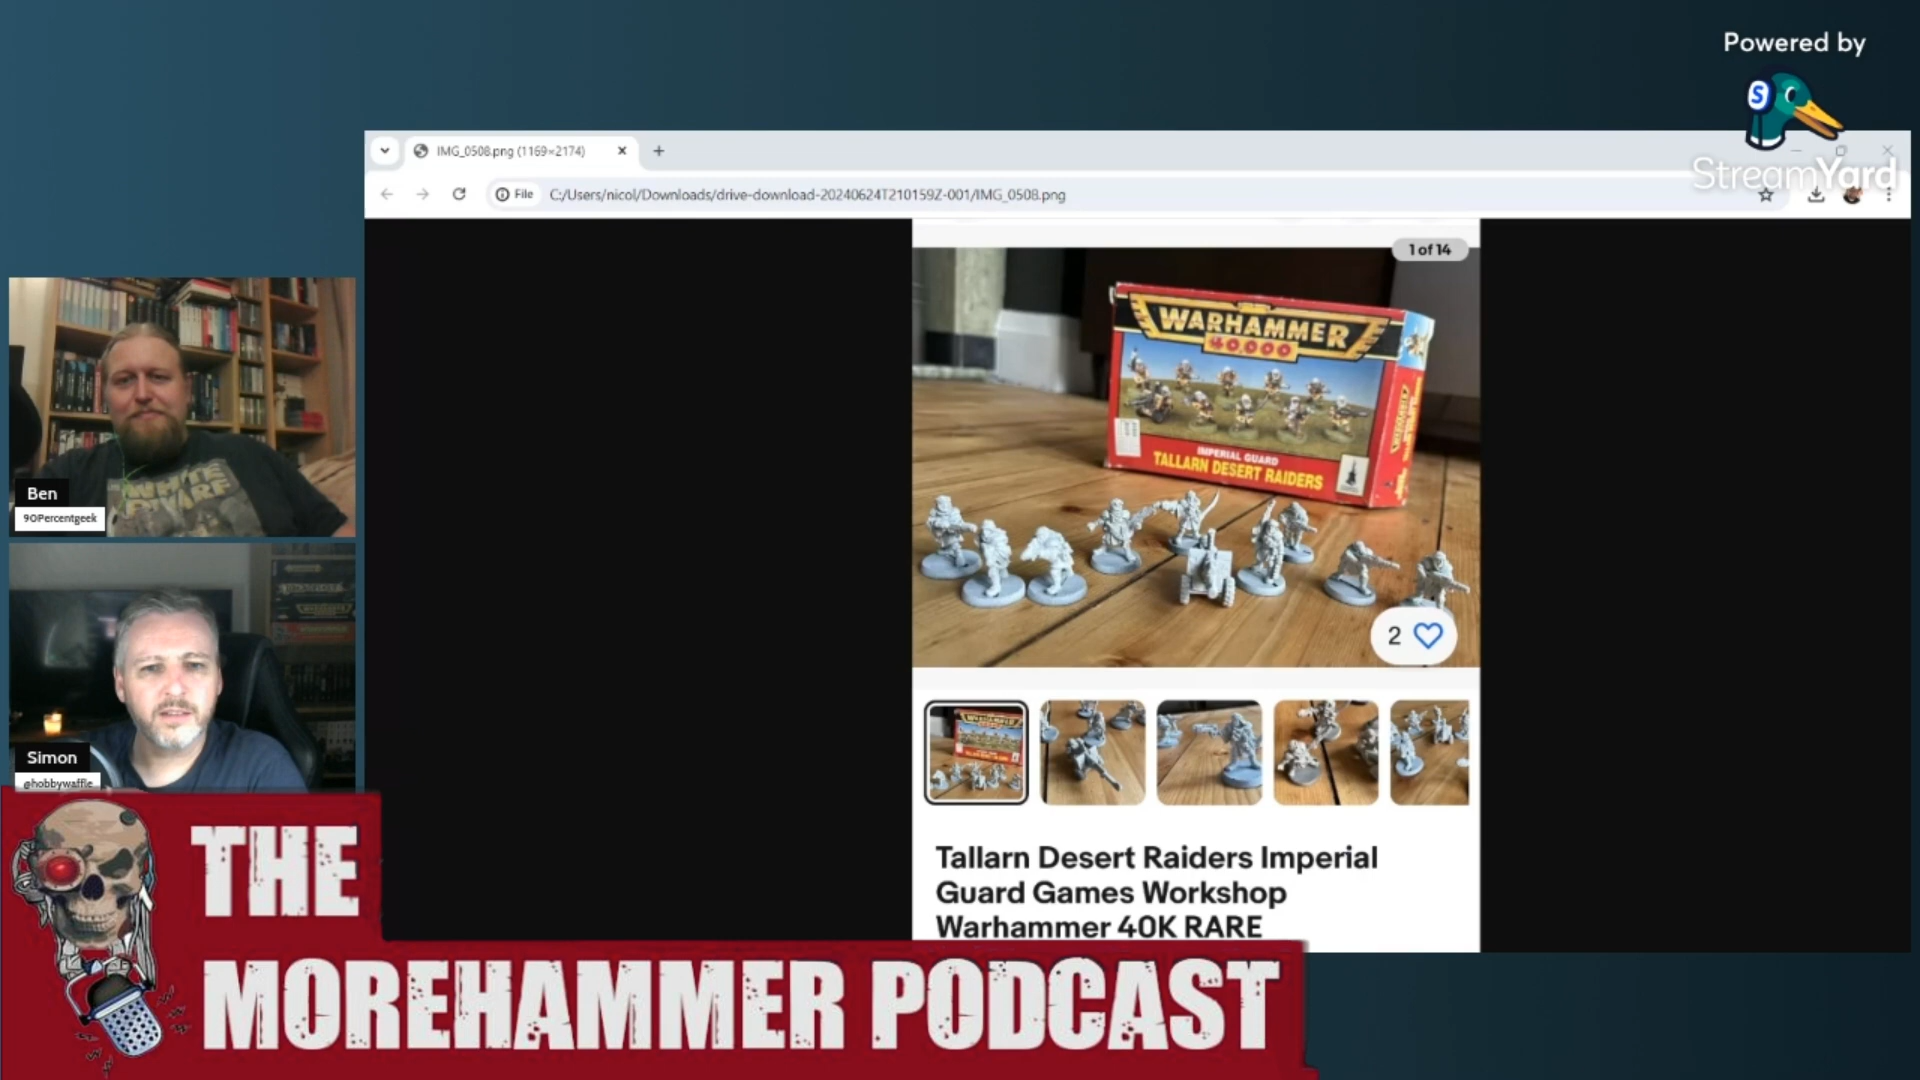 Powered by
StreamYard
IMG_0508.png (1169×2174)
File
C:/Users/nicol/Downloads/drive-download-20240624T210159Z-001/IMG_0508.png
1 of 14
WARHAMMER
40,000
IMPERIAL GUARD
TALLARN DESERT RAIDERS
2
Ben
90Percentgeek
WHITE
DWARF
Simon
@hobbywaffle
Tallarn Desert Raiders Imperial
Guard Games Workshop
Warhammer 40K RARE
THE
MOREHAMMER PODCAST